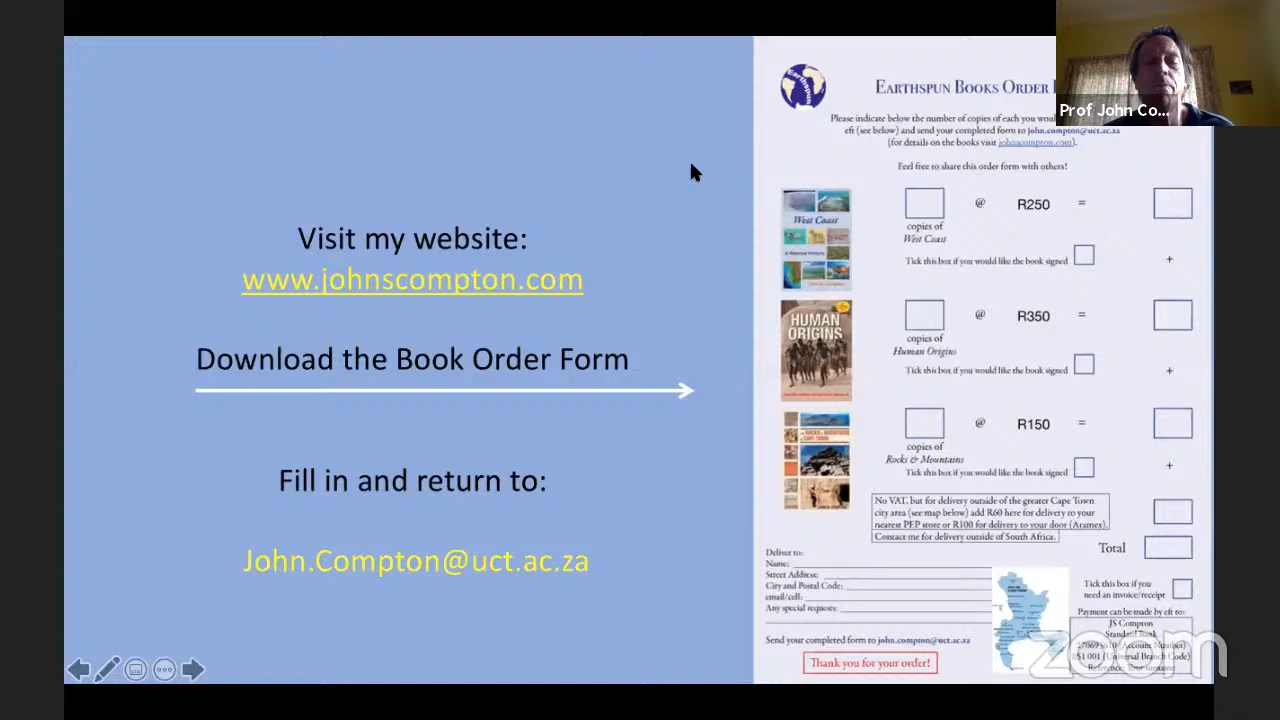 Visit my website:
www.johnscompton.com
Download the Book Order Form
Fill in and return to:
John.Compton@uct.ac.za
Prof John Co...
Earthspun
EARTHSPUN BOOKS ORDER
Please indicate below the number of copies of each you
eft (see below) and send your completed form to john.compton@uct.ac.za
(for details on the books visit johnscompton.com).
Feel free to share this order form with others!
West Coast
@ R250 =
copies of
West Coast
Tick this box if you would like the book signed
+
HUMAN
ORIGINS
@ R350 =
copies of
Human Origins
Tick this box if you would like the book signed
+
@ R150 =
copies of
Rocks & Mountains
Tick this box if you would like the book signed
+
No VAT, but for delivery outside of the greater Cape Town
city area (see map below) add R60 here for delivery to your
nearest PEP store or R100 for delivery to your door (Aramex).
Contact me for delivery outside of South Africa.
Total
Deliver to:
Name:
Street Address:
City and Postal Code:
email/cell:
Any special requests:
Tick this box if you
need an invoice/receipt
Payment can be made by eft to:
JS Compton
Standard Bank
(Account Number)
051 001 (Universal Branch Code)
Reference: Your surname
Send your completed form to john.compton@uct.ac.za
Thank you for your order!
zoom